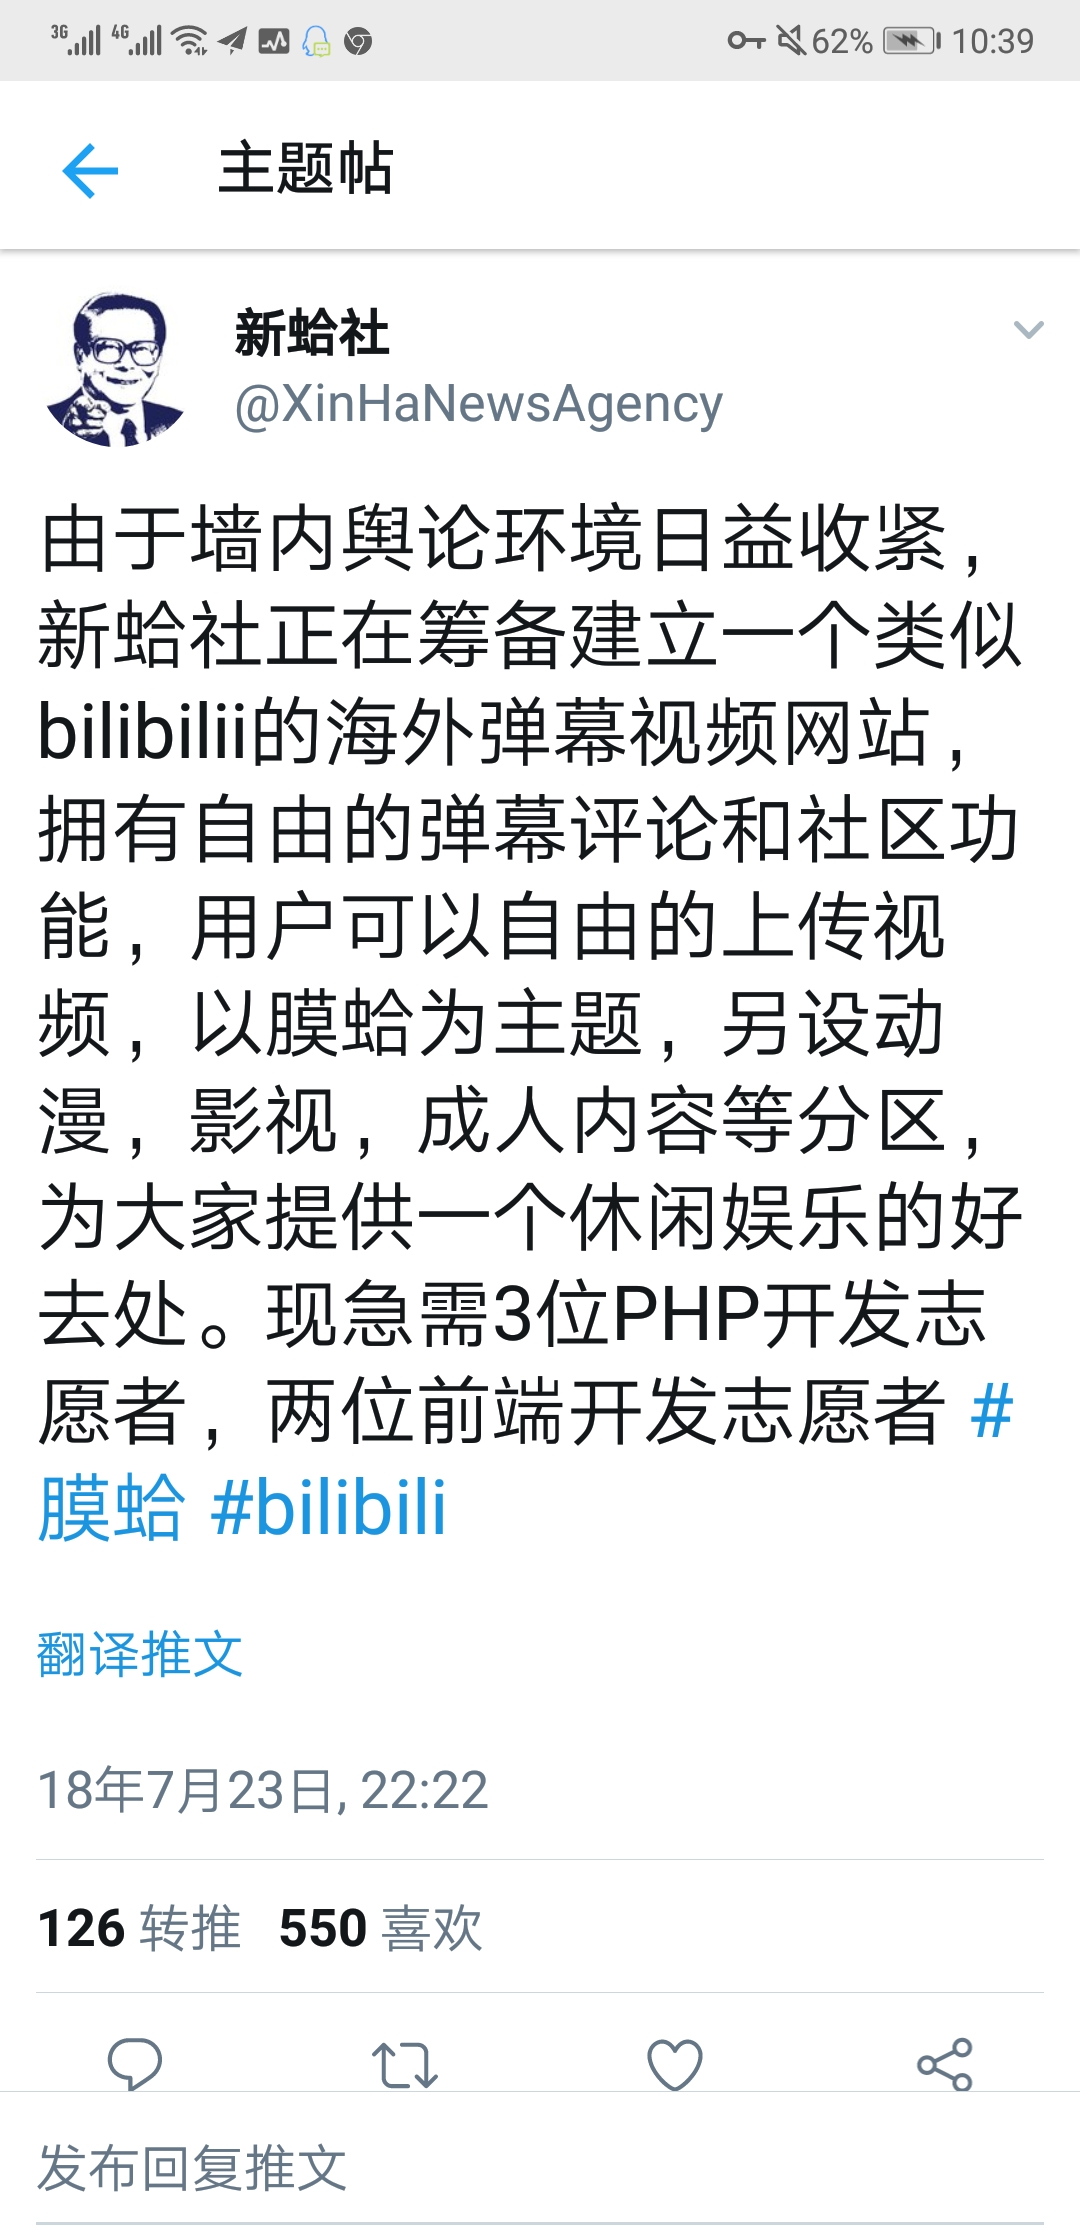 3G 4G 62% 10:39
主题帖
新蛤社
@XinHaNewsAgency
由于墙内舆论环境日益收紧，
新蛤社正在筹备建立一个类似
bilibilii的海外弹幕视频网站，
拥有自由的弹幕评论和社区功
能，用户可以自由的上传视
频，以膜蛤为主题，另设动
漫，影视，成人内容等分区，
为大家提供一个休闲娱乐的好
去处。现急需3位PHP开发志
愿者，两位前端开发志愿者 #
膜蛤 #bilibili
翻译推文
18年7月23日, 22:22
126 转推 550 喜欢
发布回复推文